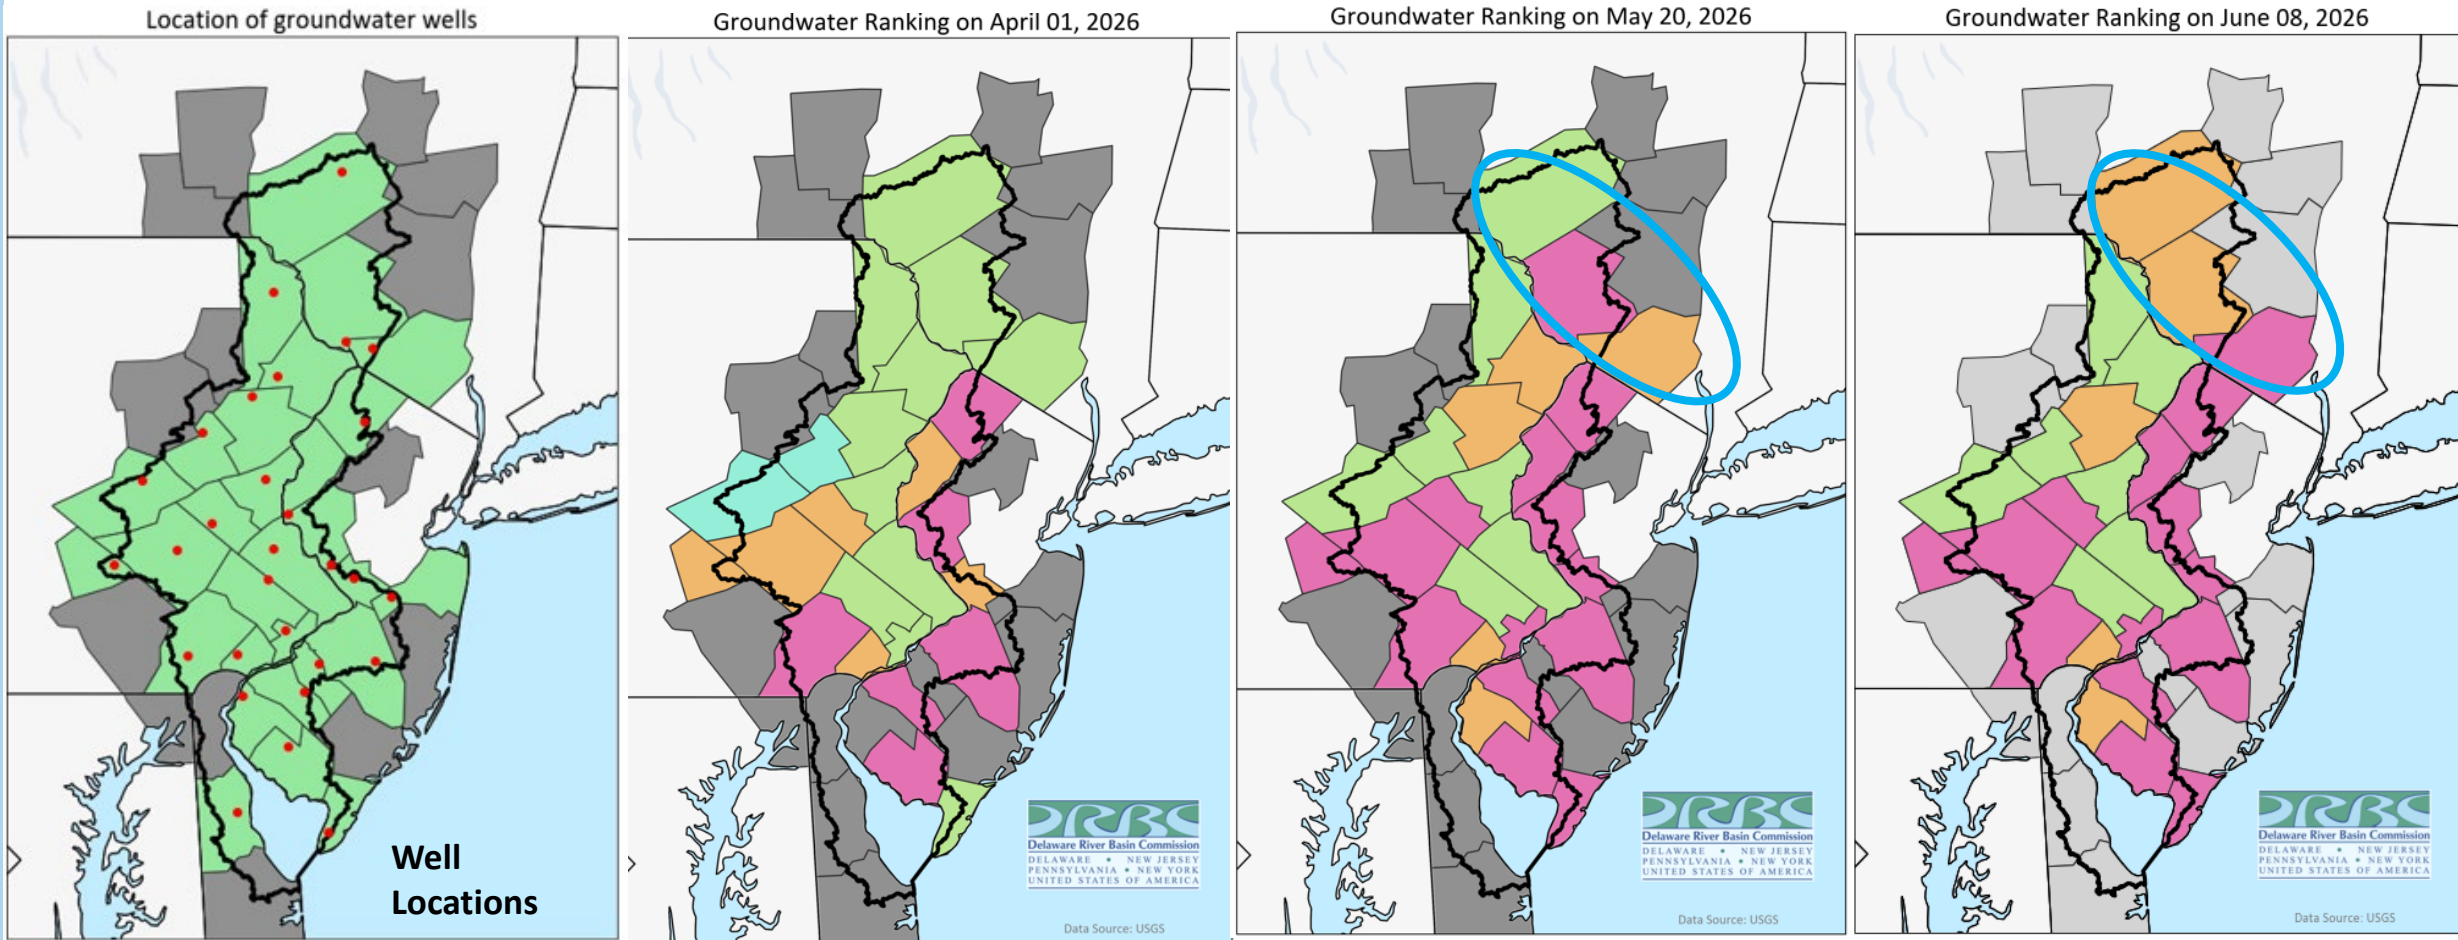 Location of groundwater wells
Well
Locations
Groundwater Ranking on April 01, 2026
DRBC
Delaware River Basin Commission
DELAWARE • NEW JERSEY
PENNSYLVANIA • NEW YORK
UNITED STATES OF AMERICA
Data Source: USGS
Groundwater Ranking on May 20, 2026
DRBC
Delaware River Basin Commission
DELAWARE • NEW JERSEY
PENNSYLVANIA • NEW YORK
UNITED STATES OF AMERICA
Data Source: USGS
Groundwater Ranking on June 08, 2026
DRBC
Delaware River Basin Commission
DELAWARE • NEW JERSEY
PENNSYLVANIA • NEW YORK
UNITED STATES OF AMERICA
Data Source: USGS